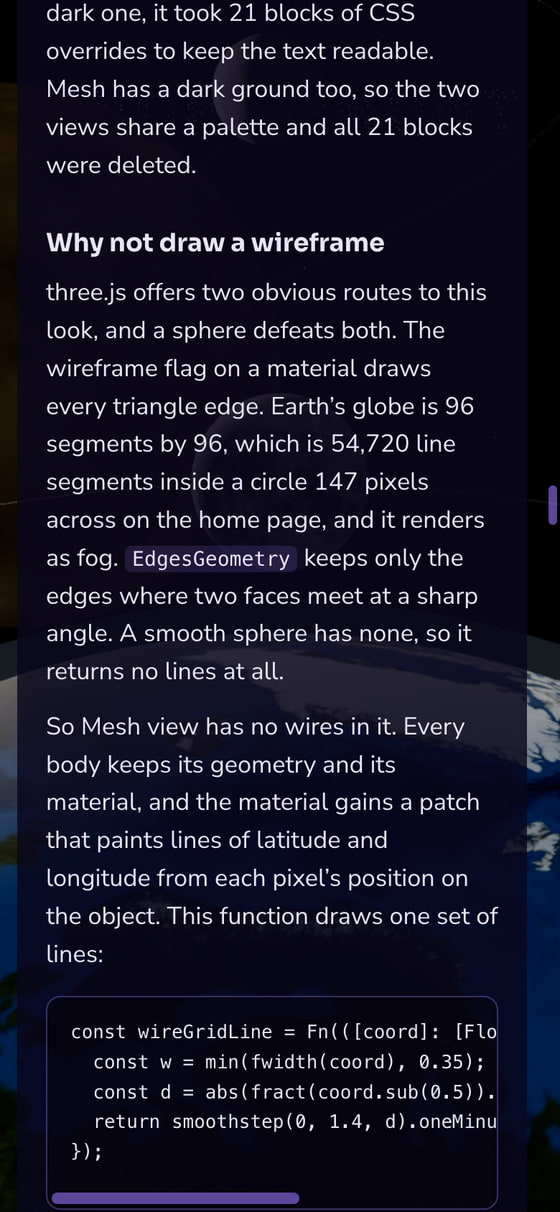 dark one, it took 21 blocks of CSS
overrides to keep the text readable.
Mesh has a dark ground too, so the two
views share a palette and all 21 blocks
were deleted.
Why not draw a wireframe
three.js offers two obvious routes to this
look, and a sphere defeats both. The
wireframe flag on a material draws
every triangle edge. Earth’s globe is 96
segments by 96, which is 54,720 line
segments inside a circle 147 pixels
across on the home page, and it renders
as fog. EdgesGeometry keeps only the
edges where two faces meet at a sharp
angle. A smooth sphere has none, so it
returns no lines at all.
So Mesh view has no wires in it. Every
body keeps its geometry and its
material, and the material gains a patch
that paints lines of latitude and
longitude from each pixel’s position on
the object. This function draws one set of
lines:
const wireGridLine = Fn(([coord]: [Flo
  const w = min(fwidth(coord), 0.35);
  const d = abs(fract(coord.sub(0.5)).
  return smoothstep(0, 1.4, d).oneMinu
});